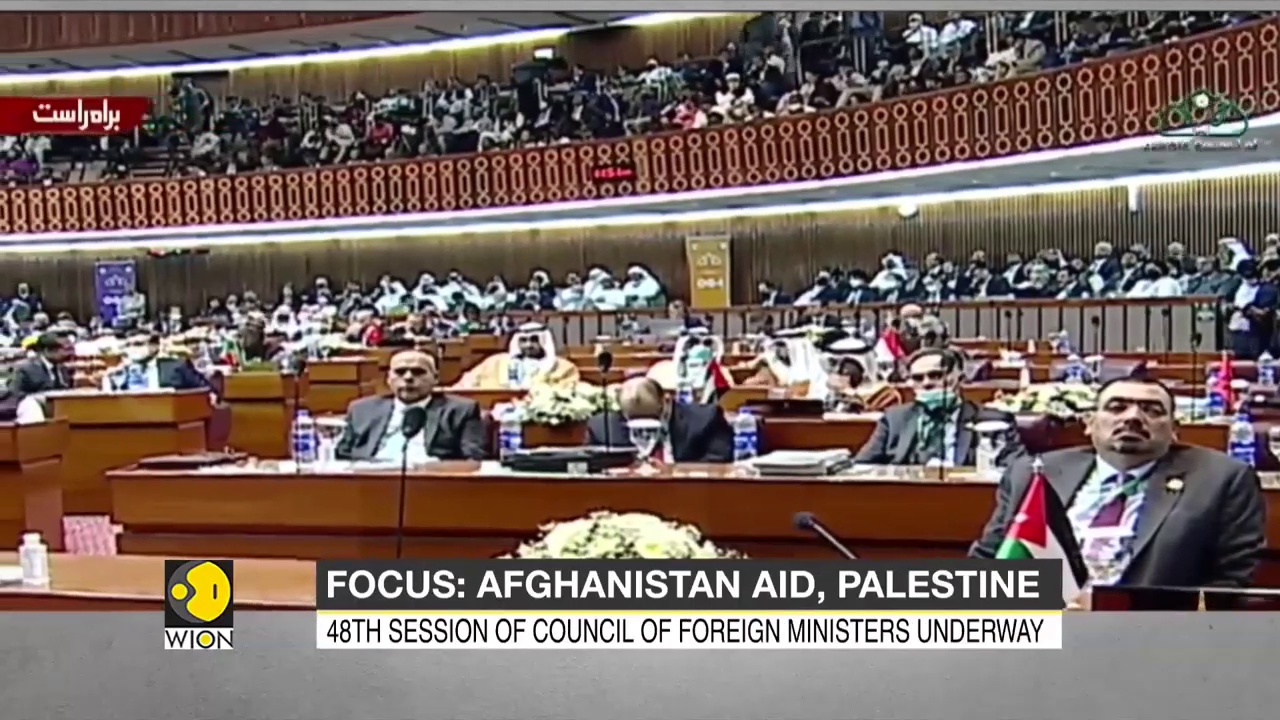 براہ راست
FOCUS: AFGHANISTAN AID, PALESTINE
48TH SESSION OF COUNCIL OF FOREIGN MINISTERS UNDERWAY
WION